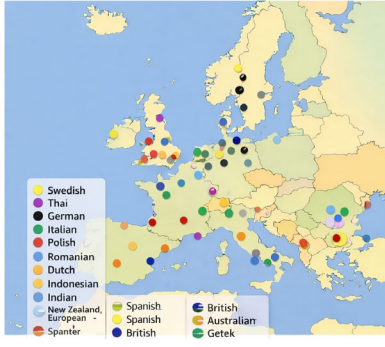 Swedish
Thai
German
Italian
Polish
Romanian
Dutch
Indonesian
Indian
New Zealand,
European -
Spanter
Spanish
Spanish
British
British
Australian
Getek